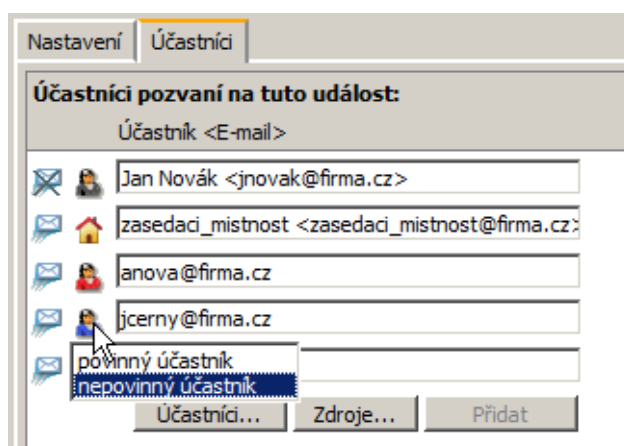 Nastavení Účastníci
Účastníci pozvaní na tuto událost:
Účastník <E-mail>
Jan Novák <jnovak@firma.cz>
zasedaci_mistnost <zasedaci_mistnost@firma.cz>
anova@firma.cz
jcerny@firma.cz
povinný účastník
nepovinný účastník
Účastníci... Zdroje... Přidat